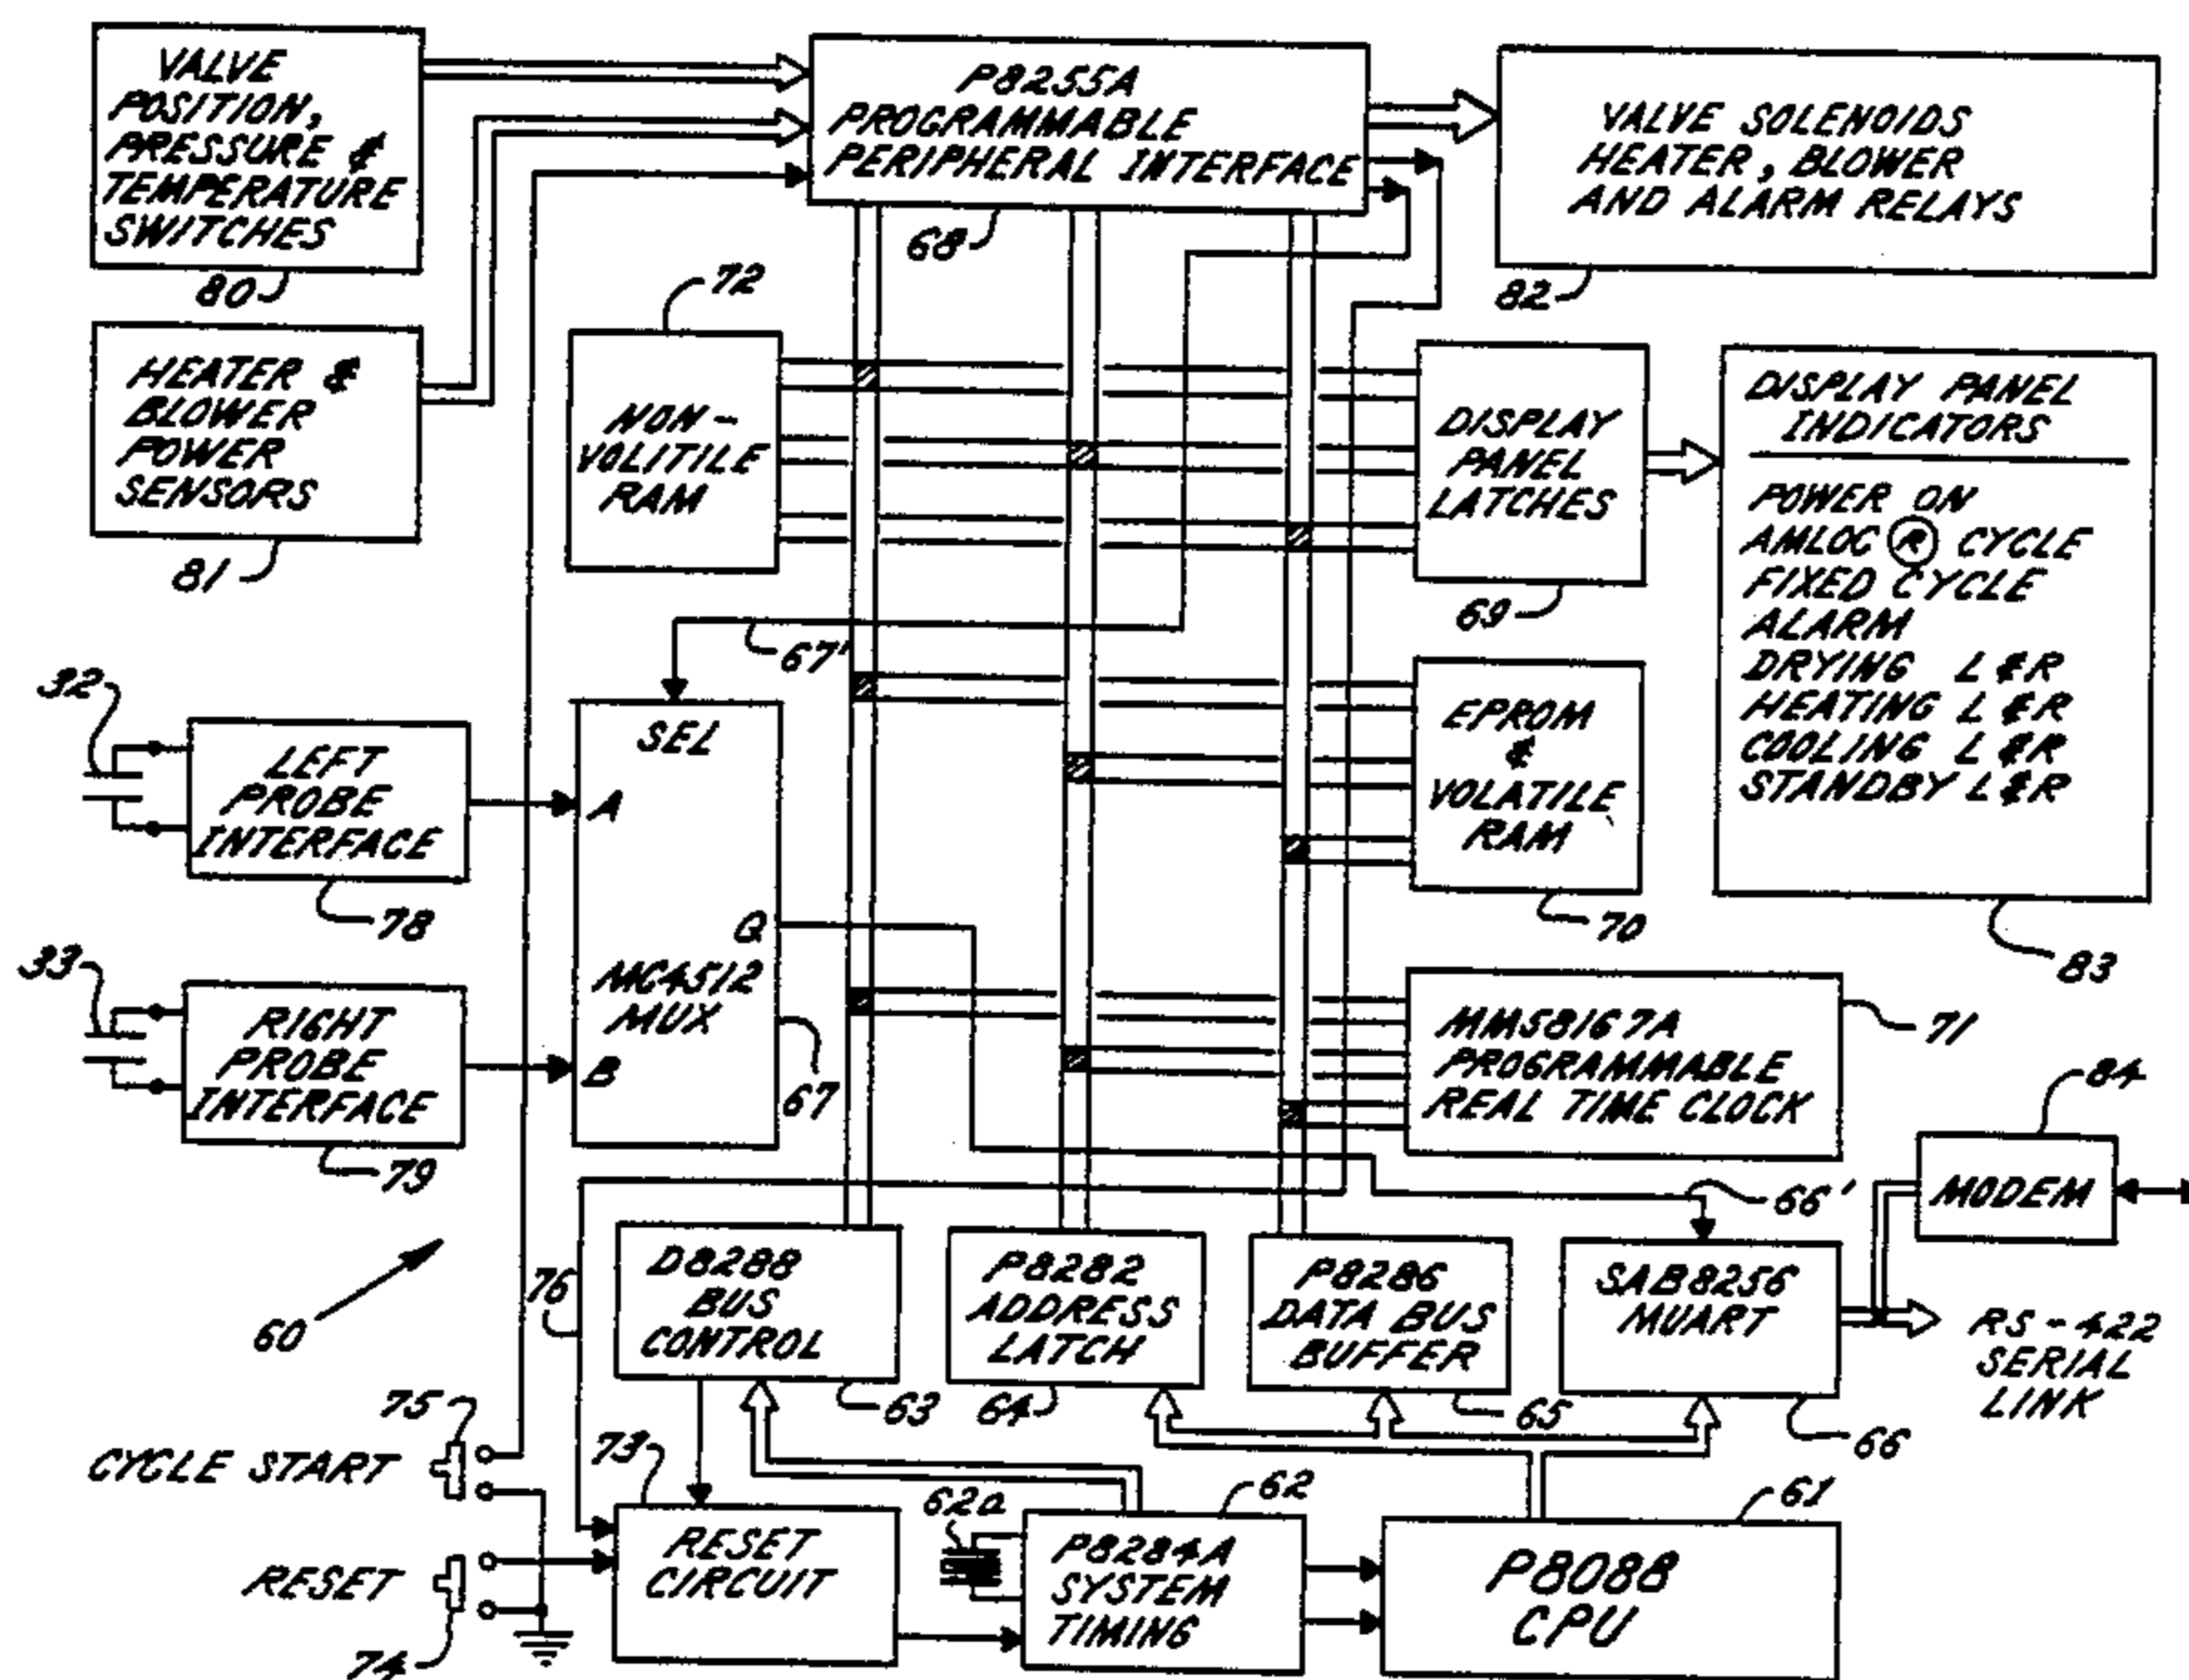 VALVE
POSITION,
PRESSURE &
TEMPERATURE
SWITCHES
80
P8255A
PROGRAMMABLE
PERIPHERAL INTERFACE
68
VALVE SOLENOIDS
HEATER, BLOWER
AND ALARM RELAYS
82
HEATER &
BLOWER
POWER
SENSORS
81
72
NON-
VOLITILE
RAM
DISPLAY
PANEL
LATCHES
69
DISPLAY PANEL
INDICATORS
POWER ON
AMLOC ® CYCLE
FIXED CYCLE
ALARM
DRYING L & R
HEATING L & R
COOLING L & R
STANDBY L & R
83
67'
32
LEFT
PROBE
INTERFACE
78
SEL
A
Q
MC4512
MUX
B
67
EPROM
&
VOLATILE
RAM
70
33
RIGHT
PROBE
INTERFACE
79
MM58167A
PROGRAMMABLE
REAL TIME CLOCK
71
84
MODEM
66'
60
76
D8288
BUS
CONTROL
63
P8282
ADDRESS
LATCH
64
P8286
DATA BUS
BUFFER
65
SAB8256
MUART
66
RS-422
SERIAL
LINK
75
CYCLE START
RESET
74
73
RESET
CIRCUIT
62a
62
P8284A
SYSTEM
TIMING
61
P8088
CPU